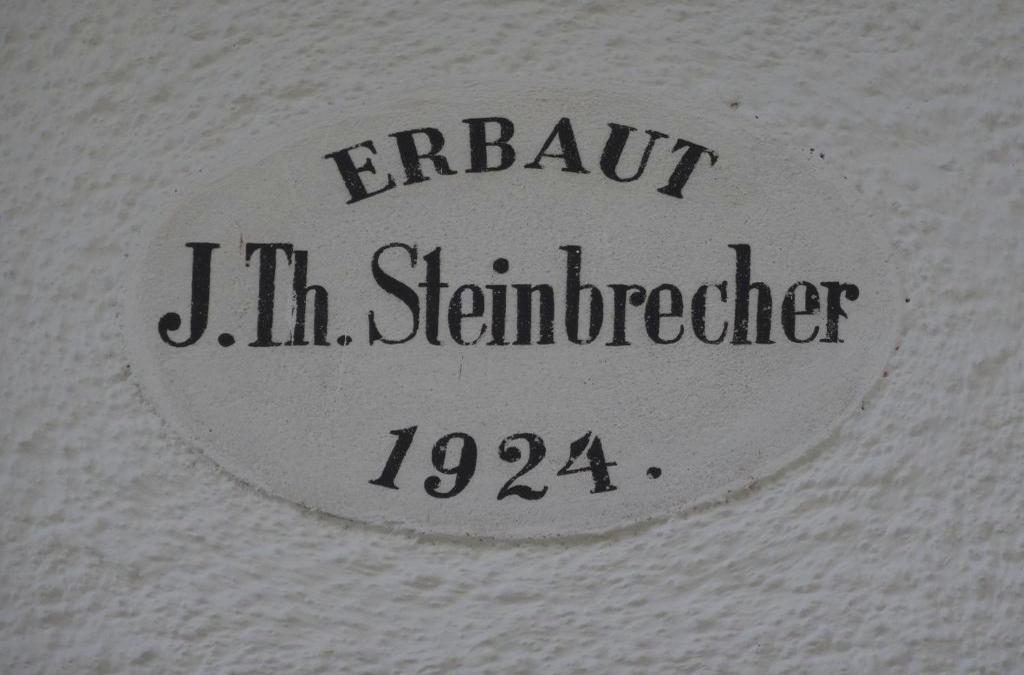 ERBAUT
J. Th. Steinbrecher
1924.